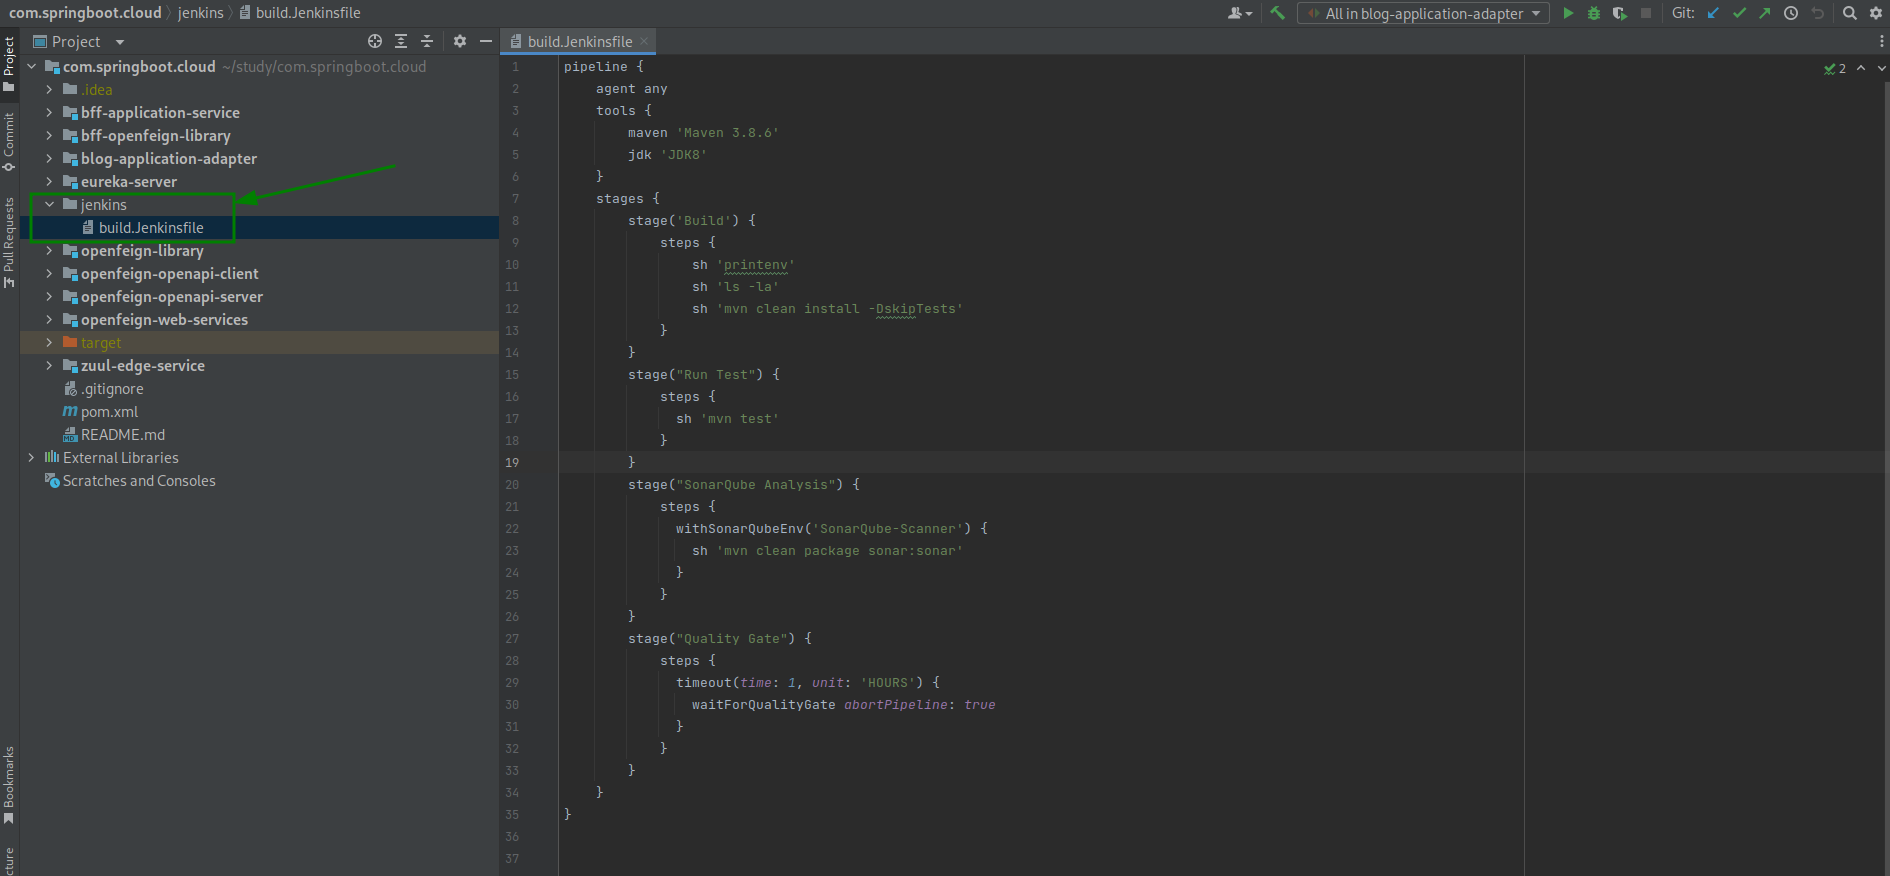 com.springboot.cloud jenkins build.Jenkinsfile
All in blog-application-adapter
Git:
Project
build.Jenkinsfile
Project
Commit
Pull Requests
Bookmarks
cture
com.springboot.cloud ~/study/com.springboot.cloud
.idea
bff-application-service
bff-openfeign-library
blog-application-adapter
eureka-server
jenkins
build.Jenkinsfile
openfeign-library
openfeign-openapi-client
openfeign-openapi-server
openfeign-web-services
target
zuul-edge-service
.gitignore
pom.xml
README.md
External Libraries
Scratches and Consoles
2
1 pipeline {
2 agent any
3 tools {
4 maven 'Maven 3.8.6'
5 jdk 'JDK8'
6 }
7 stages {
8 stage('Build') {
9 steps {
10 sh 'printenv'
11 sh 'ls -la'
12 sh 'mvn clean install -DskipTests'
13 }
14 }
15 stage("Run Test") {
16 steps {
17 sh 'mvn test'
18 }
19 }
20 stage("SonarQube Analysis") {
21 steps {
22 withSonarQubeEnv('SonarQube-Scanner') {
23 sh 'mvn clean package sonar:sonar'
24 }
25 }
26 }
27 stage("Quality Gate") {
28 steps {
29 timeout(time: 1, unit: 'HOURS') {
30 waitForQualityGate abortPipeline: true
31 }
32 }
33 }
34 }
35 }
36
37